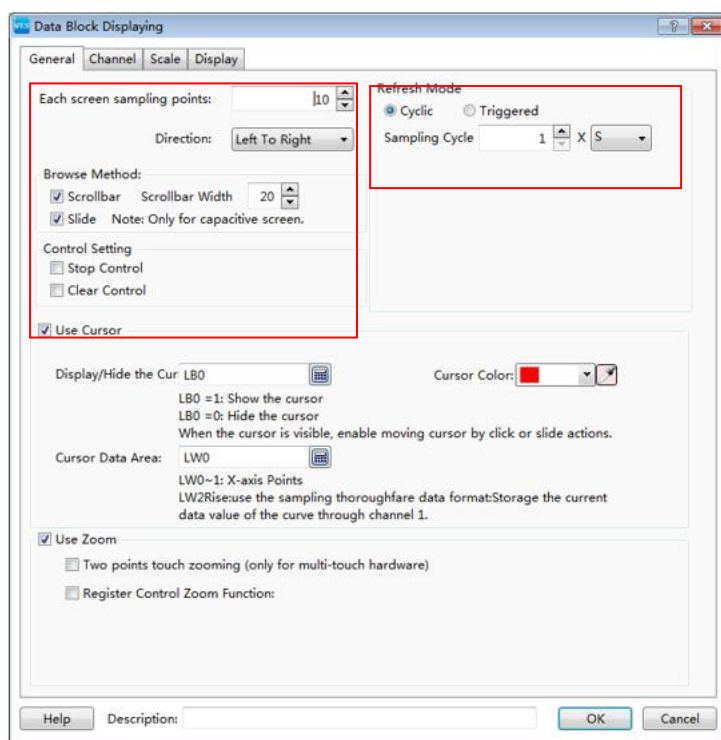 Data Block Displaying
General Channel Scale Display
Each screen sampling points: 10
Direction: Left To Right
Browse Method:
Scrollbar Scrollbar Width 20
Slide Note: Only for capacitive screen.
Control Setting
Stop Control
Clear Control
Refresh Mode
Cyclic Triggered
Sampling Cycle 1 X S
Use Cursor
Display/Hide the Cur LB0 Cursor Color:
LB0 =1: Show the cursor
LB0 =0: Hide the cursor
When the cursor is visible, enable moving cursor by click or slide actions.
Cursor Data Area: LW0
LW0~1: X-axis Points
LW2Rise:use the sampling thoroughfare data format:Storage the current
data value of the curve through channel 1.
Use Zoom
Two points touch zooming (only for multi-touch hardware)
Register Control Zoom Function:
Help Description: OK Cancel